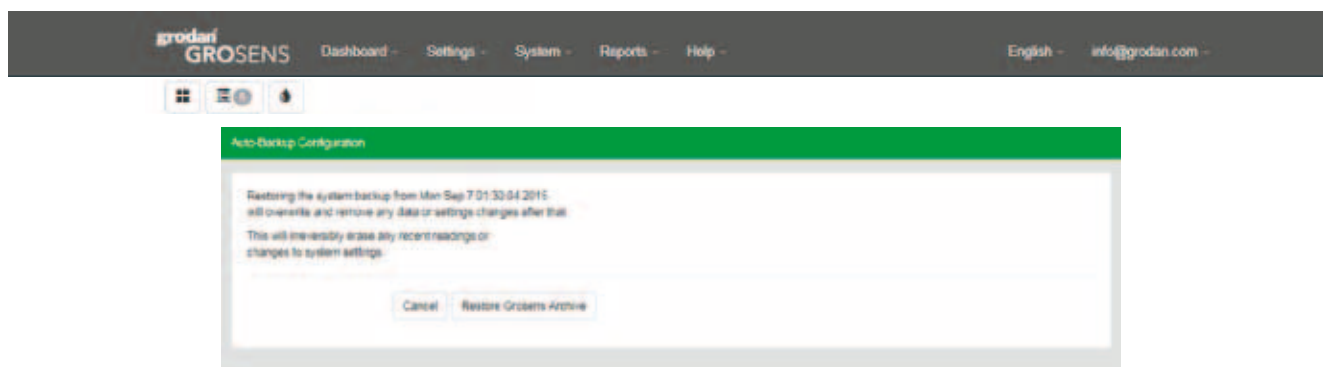 grodan
GROSENS Dashboard Settings System Reports Help English info@grodan.com
Auto-Backup Configuration
Restoring the system backup from Mon Sep 7 01:30:04 2015
will overwrite and remove any data or settings changes after that.
This will irreversibly erase any recent readings or
changes to system settings.
Cancel Restore Grosens Archive